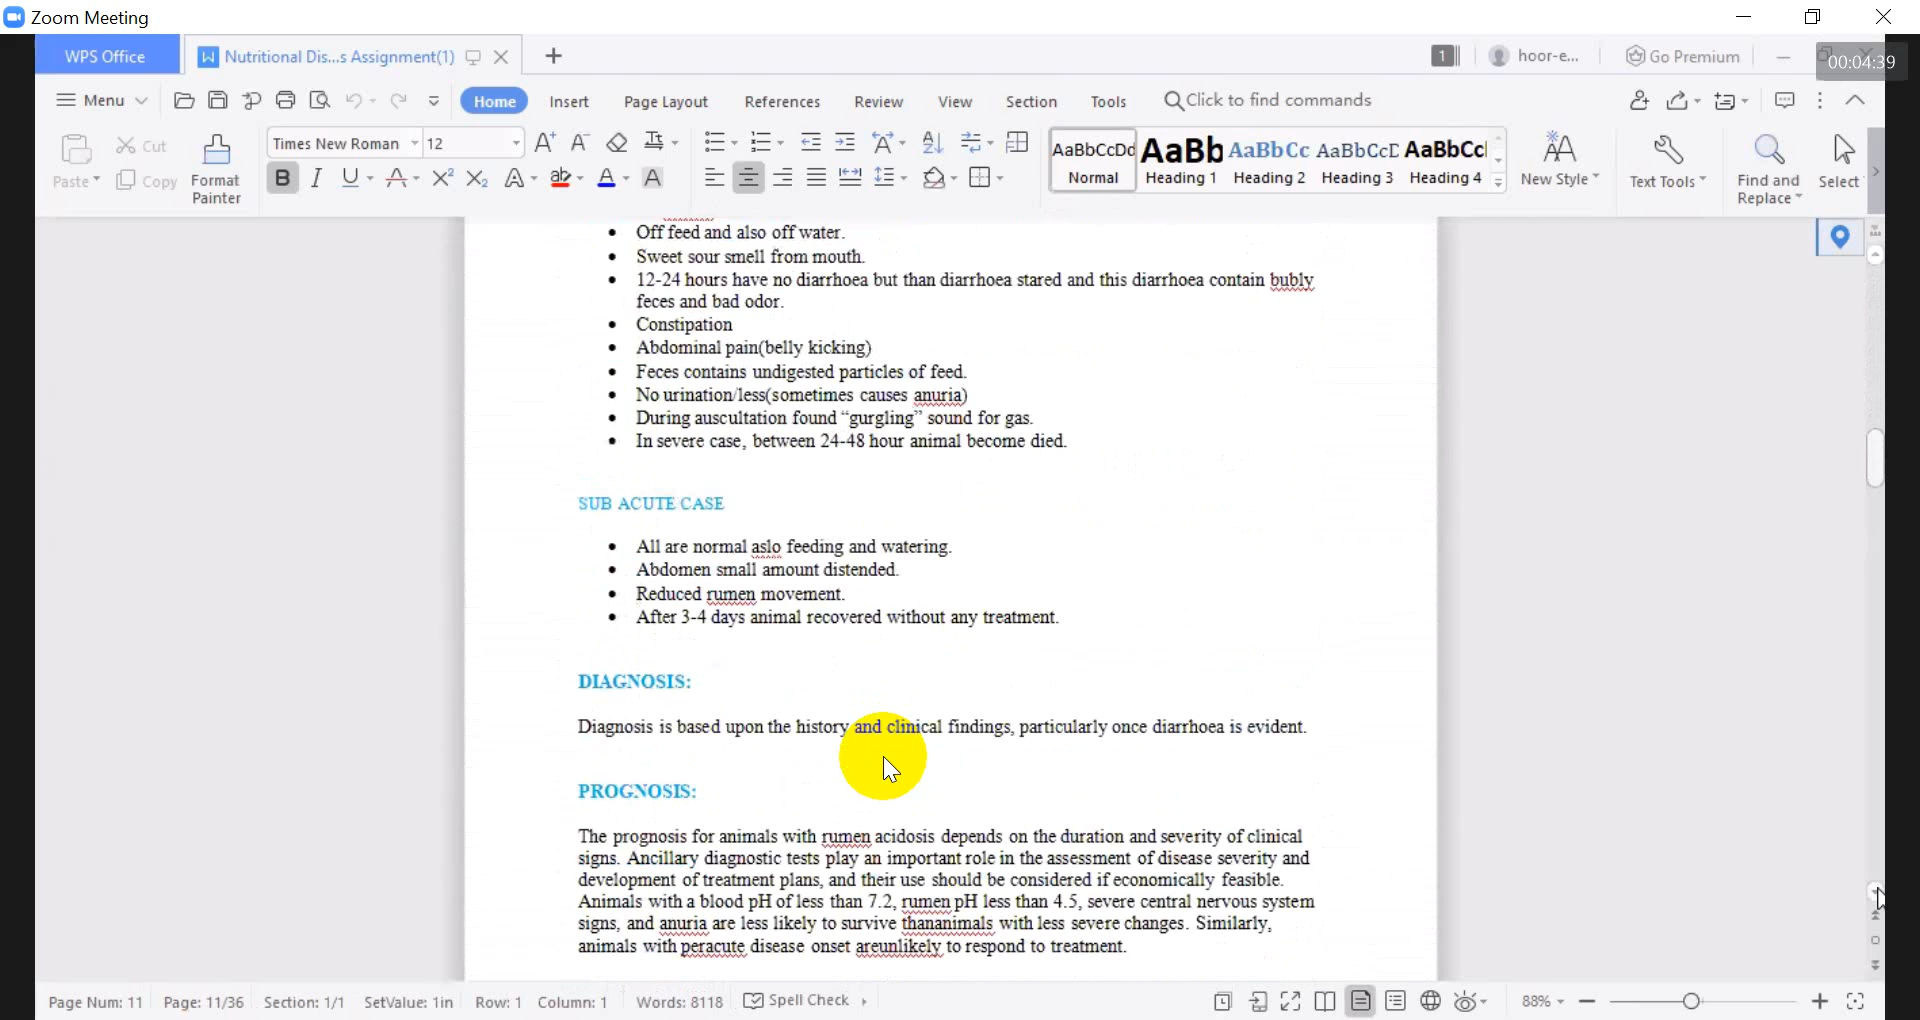 Zoom Meeting
WPS Office
Nutritional Dis...s Assignment(1)
1
hoor-e...
Go Premium
00:04:39
Menu
Home
Insert
Page Layout
References
Review
View
Section
Tools
Click to find commands
Paste
Cut
Copy
Format
Painter
Times New Roman
12
AaBbCcDd
Normal
AaBb
Heading 1
AaBbCc
Heading 2
AaBbCcD
Heading 3
AaBbCcl
Heading 4
New Style
Text Tools
Find and
Replace
Select
Off feed and also off water.
Sweet sour smell from mouth.
12-24 hours have no diarrhoea but than diarrhoea stared and this diarrhoea contain bubly
feces and bad odor.
Constipation
Abdominal pain(belly kicking)
Feces contains undigested particles of feed.
No urination/less(sometimes causes anuria)
During auscultation found “gurgling” sound for gas.
In severe case, between 24-48 hour animal become died.
SUB ACUTE CASE
All are normal aslo feeding and watering.
Abdomen small amount distended.
Reduced rumen movement.
After 3-4 days animal recovered without any treatment.
DIAGNOSIS:
Diagnosis is based upon the history and clinical findings, particularly once diarrhoea is evident.
PROGNOSIS:
The prognosis for animals with rumen acidosis depends on the duration and severity of clinical
signs. Ancillary diagnostic tests play an important role in the assessment of disease severity and
development of treatment plans, and their use should be considered if economically feasible.
Animals with a blood pH of less than 7.2, rumen pH less than 4.5, severe central nervous system
signs, and anuria are less likely to survive thananimals with less severe changes. Similarly,
animals with peracute disease onset areunlikely to respond to treatment.
Page Num: 11
Page: 11/36
Section: 1/1
SetValue: 1in
Row: 1
Column: 1
Words: 8118
Spell Check
88%